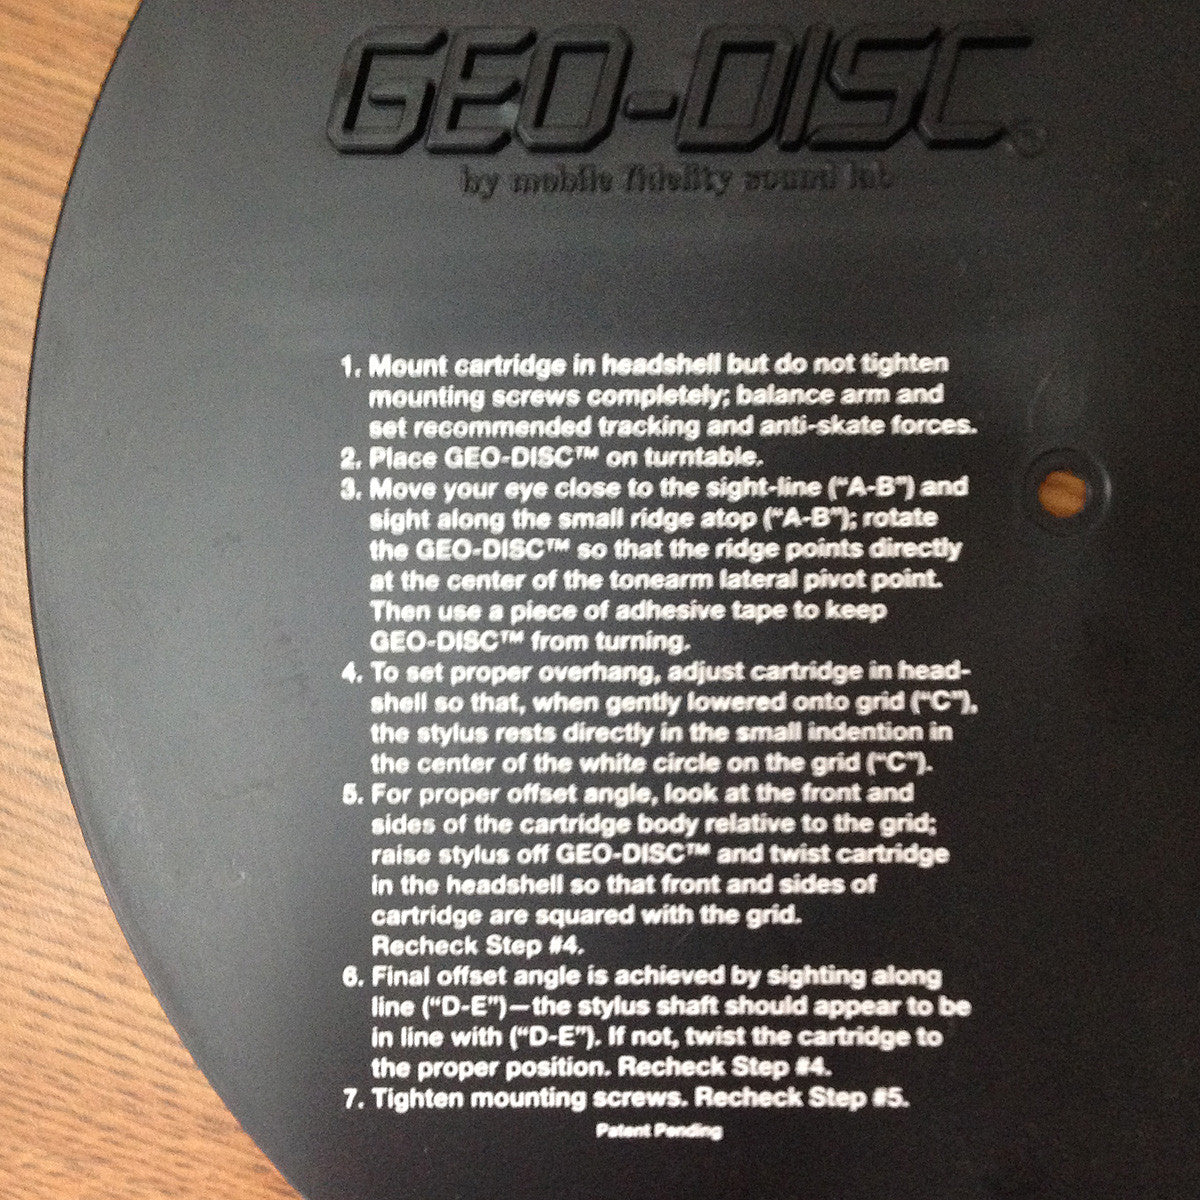 GEO-DISC®
by mobile fidelity sound lab
1. Mount cartridge in headshell but do not tighten
mounting screws completely; balance arm and
set recommended tracking and anti-skate forces.
2. Place GEO-DISC™ on turntable.
3. Move your eye close to the sight-line (“A-B”) and
sight along the small ridge atop (“A-B”); rotate
the GEO-DISC™ so that the ridge points directly
at the center of the tonearm lateral pivot point.
Then use a piece of adhesive tape to keep
GEO-DISC™ from turning.
4. To set proper overhang, adjust cartridge in head-
shell so that, when gently lowered onto grid (“C”),
the stylus rests directly in the small indention in
the center of the white circle on the grid (“C”).
5. For proper offset angle, look at the front and
sides of the cartridge body relative to the grid;
raise stylus off GEO-DISC™ and twist cartridge
in the headshell so that front and sides of
cartridge are squared with the grid.
Recheck Step #4.
6. Final offset angle is achieved by sighting along
line (“D-E”)—the stylus shaft should appear to be
in line with (“D-E”). If not, twist the cartridge to
the proper position. Recheck Step #4.
7. Tighten mounting screws. Recheck Step #5.
Patent Pending